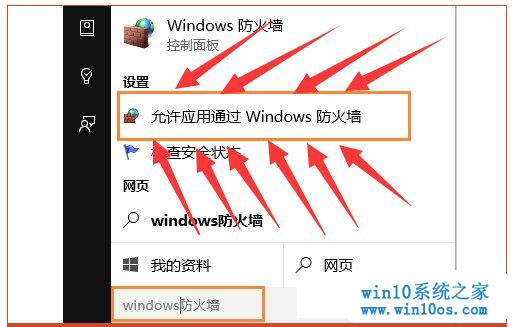 Windows 防火墙
控制面板
设置
允许应用通过 Windows 防火墙
检查安全状态
网页
windows防火墙
我的资料
网页
windows防火墙
win10系统之家
www.win10os.com